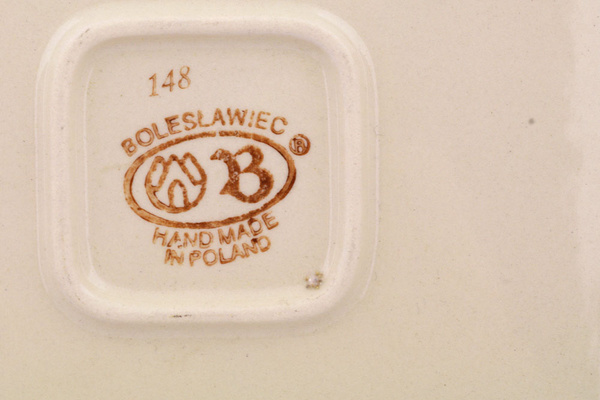 148
BOLESŁAWIEC ®
B
HAND MADE
IN POLAND